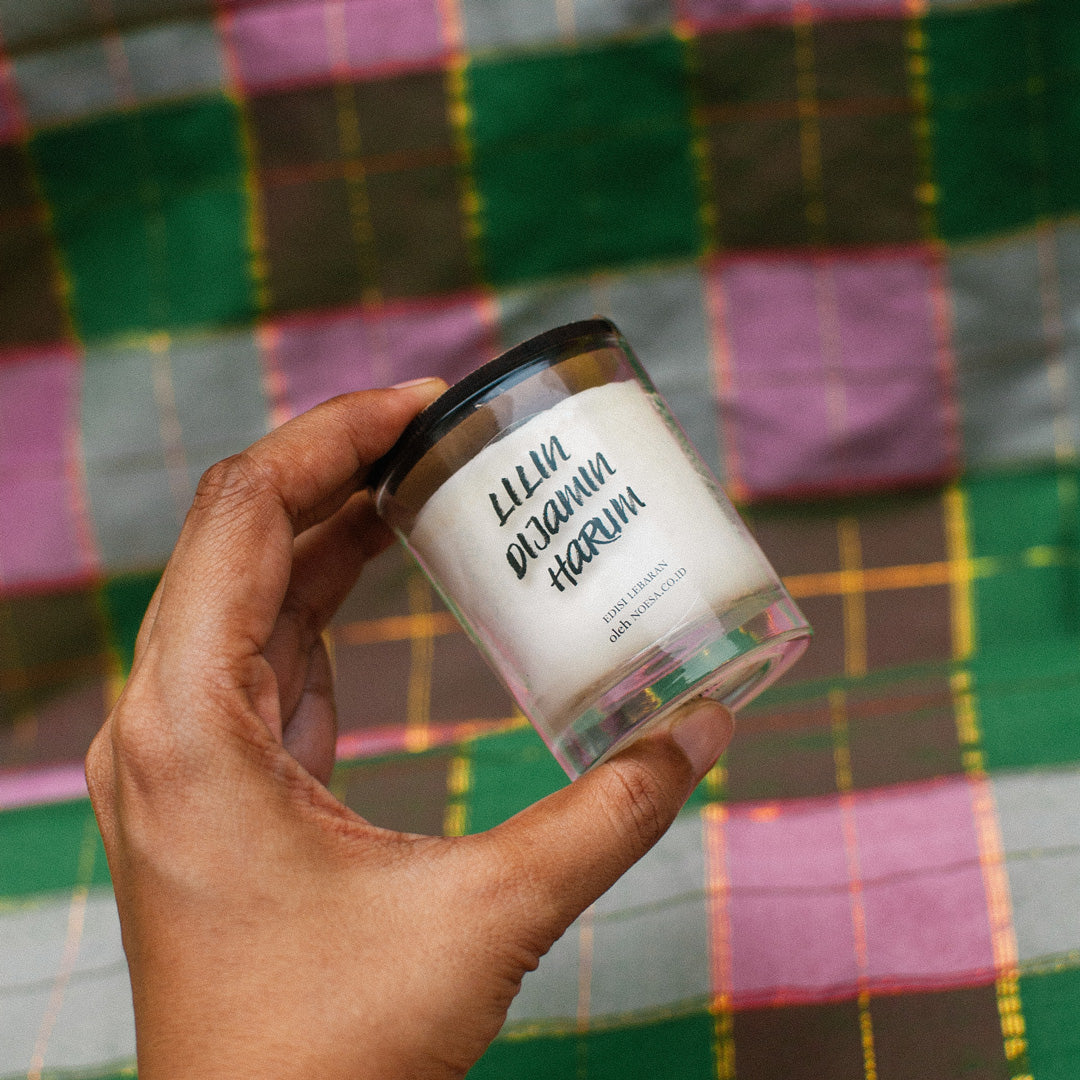 LILIN
DIJAMIN
HARUM
EDISI LEBARAN
oleh NOESA.CO.ID